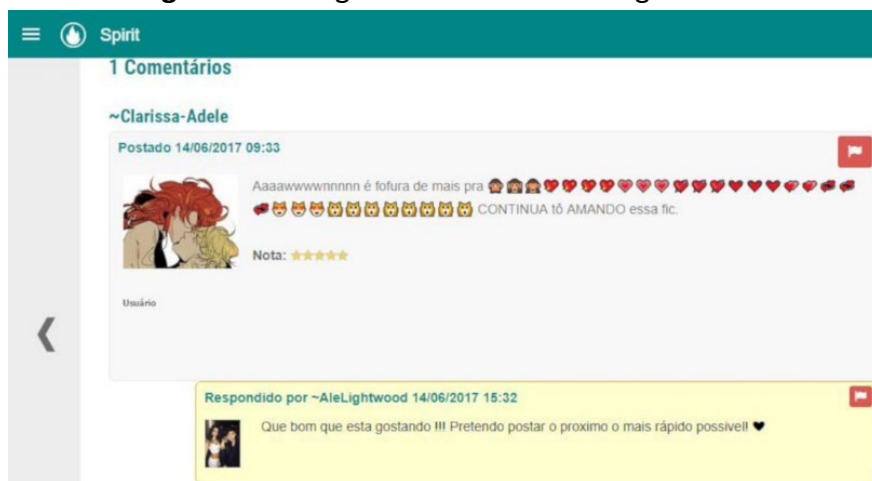 Spirit
1 Comentários
~Clarissa-Adele
Postado 14/06/2017 09:33
Aaaawwwwnnnnn é fofura de mais pra 🙈🙈🙈💖💖💖💖💗💗💗💘💘💘❤❤❤💕💕💌💌
💌😻😻😻🐱🐱🐱🐱🐱🐱🐱🐱 CONTINUA tô AMANDO essa fic.
Nota: ★★★★★
Usuário
Respondido por ~AleLightwood 14/06/2017 15:32
Que bom que esta gostando !!! Pretendo postar o proximo o mais rápido possivel! ♥